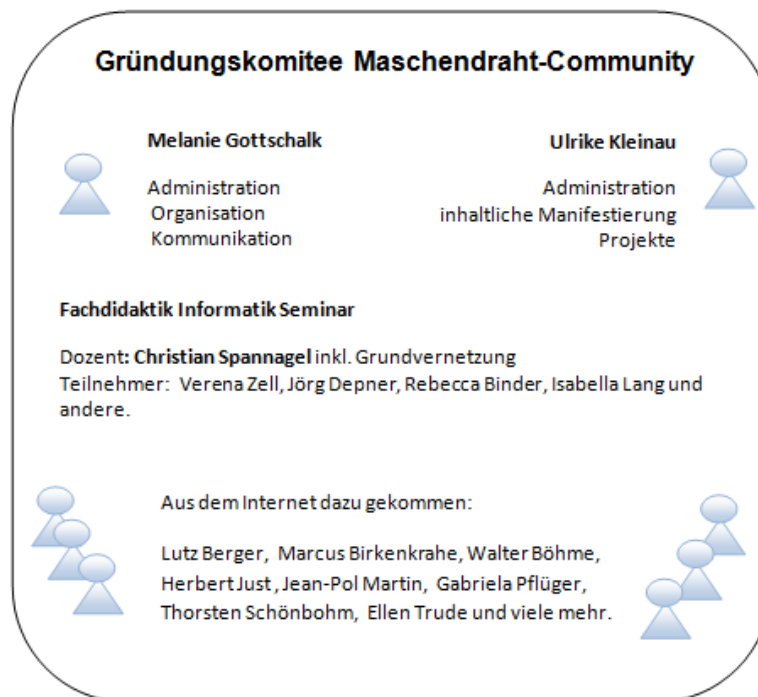 Gründungskomitee Maschendraht-Community
Melanie Gottschalk
Administration
Organisation
Kommunikation
Ulrike Kleinau
Administration
inhaltliche Manifestierung
Projekte
Fachdidaktik Informatik Seminar
Dozent: Christian Spannagel inkl. Grundvernetzung
Teilnehmer: Verena Zell, Jörg Depner, Rebecca Binder, Isabella Lang und
andere.
Aus dem Internet dazu gekommen:
Lutz Berger, Marcus Birkenkrahe, Walter Böhme,
Herbert Just, Jean-Pol Martin, Gabriela Pflüger,
Thorsten Schönbohm, Ellen Trude und viele mehr.